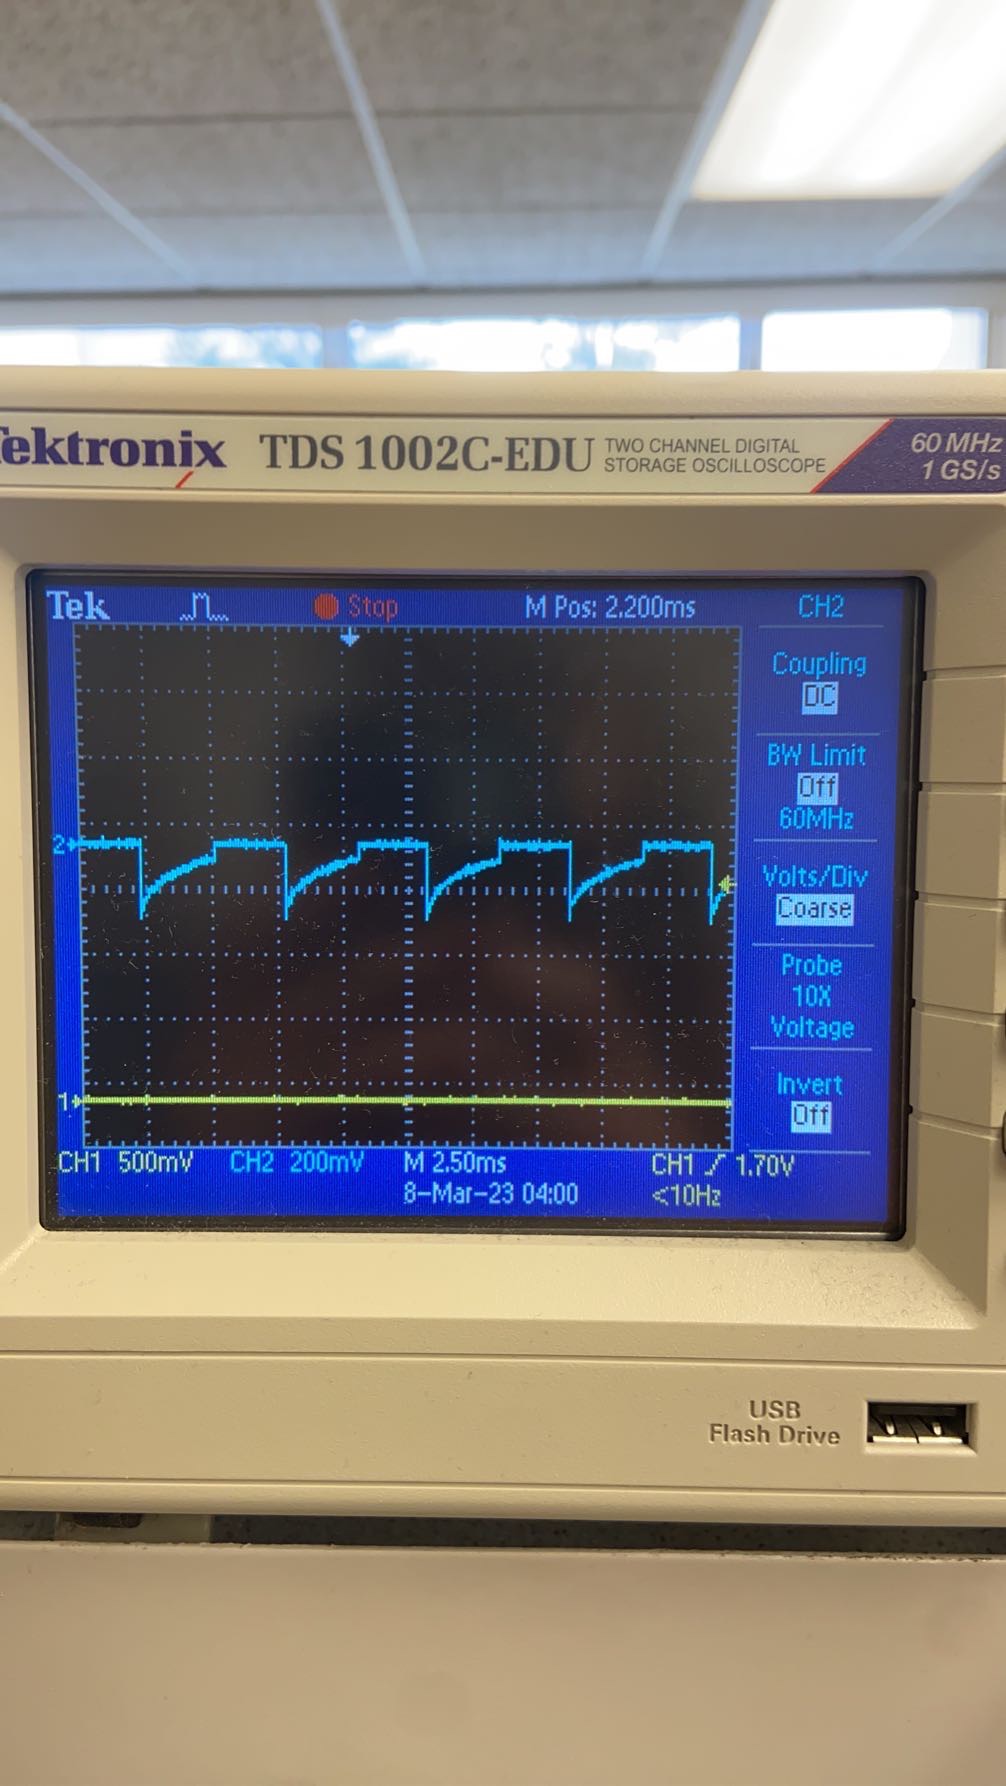 Tektronix TDS 1002C-EDU TWO CHANNEL DIGITAL STORAGE OSCILLOSCOPE
60 MHz
1 GS/s
Tek Stop M Pos: 2.200ms CH2
Coupling
DC
BW Limit
Off
60MHz
2
Volts/Div
Coarse
Probe
10X
Voltage
Invert
Off
1
CH1 500mV CH2 200mV M 2.50ms CH1 1.70V
8-Mar-23 04:00 <10Hz
USB
Flash Drive